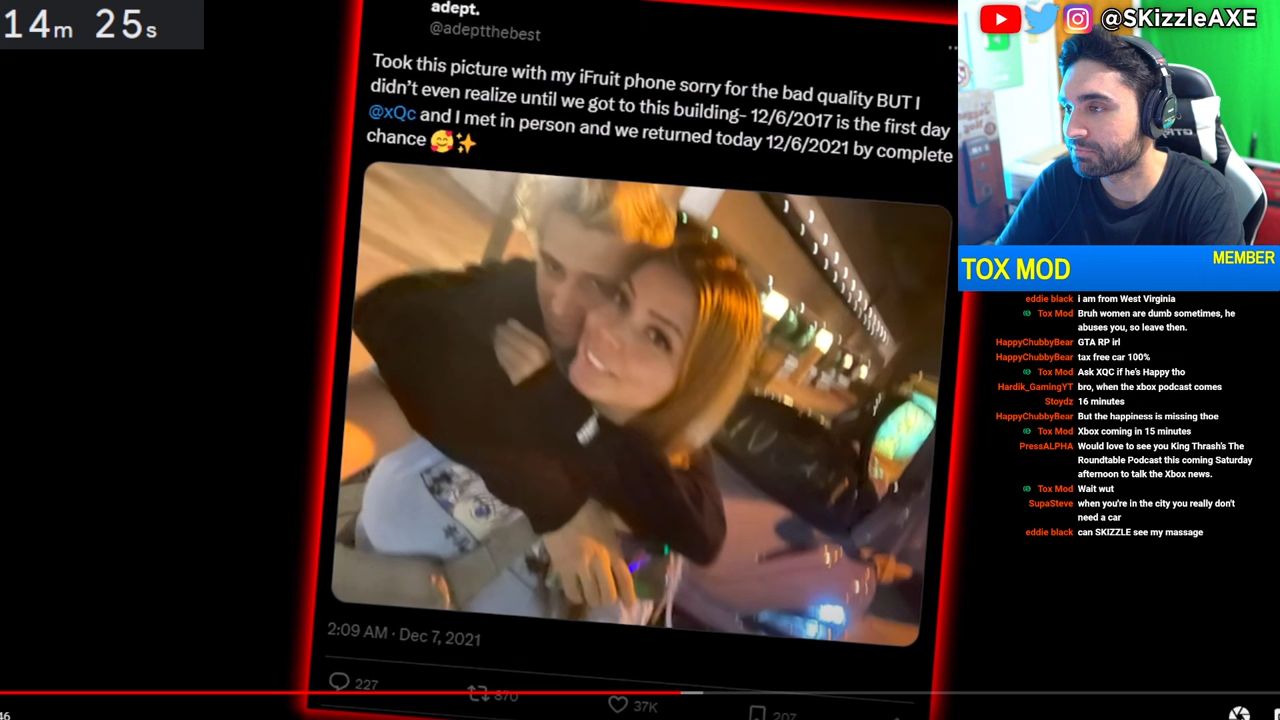 14m 25s
adept.
@adeptthebest
Took this picture with my iFruit phone sorry for the bad quality BUT I
didn't even realize until we got to this building- 12/6/2017 is the first day
@xQc and I met in person and we returned today 12/6/2021 by complete
chance 🥰✨
2:09 AM · Dec 7, 2021
227
870
37K
207
46
@SKizzleAXE
TOX MOD
MEMBER
eddie black i am from West Virginia
Tox Mod Bruh women are dumb sometimes, he
abuses you, so leave then.
HappyChubbyBear GTA RP irl
HappyChubbyBear tax free car 100%
Tox Mod Ask XQC if he's Happy tho
Hardik_GamingYT bro, when the xbox podcast comes
Stoydz 16 minutes
HappyChubbyBear But the happiness is missing thoe
Tox Mod Xbox coming in 15 minutes
PressALPHA Would love to see you King Thrash's The
Roundtable Podcast this coming Saturday
afternoon to talk the Xbox news.
Tox Mod Wait wut
SupaSteve when you're in the city you really don't
need a car
eddie black can SKIZZLE see my massage